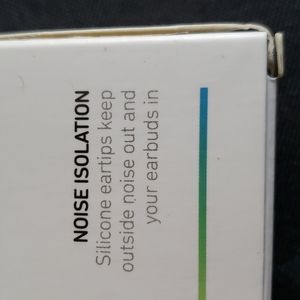 NOISE ISOLATION
Silicone eartips keep
outside noise out and
your earbuds in